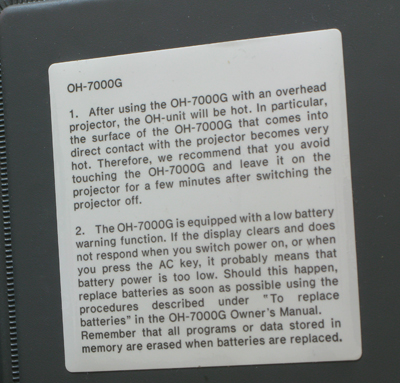 OH-7000G
1. After using the OH-7000G with an overhead
projector, the OH-unit will be hot. In particular,
the surface of the OH-7000G that comes into
direct contact with the projector becomes very
hot. Therefore, we recommend that you avoid
touching the OH-7000G and leave it on the
projector for a few minutes after switching the
projector off.
2. The OH-7000G is equipped with a low battery
warning function. If the display clears and does
not respond when you switch power on, or when
you press the AC key, it probably means that
battery power is too low. Should this happen,
replace batteries as soon as possible using the
procedures described under "To replace
batteries" in the OH-7000G Owner's Manual.
Remember that all programs or data stored in
memory are erased when batteries are replaced.